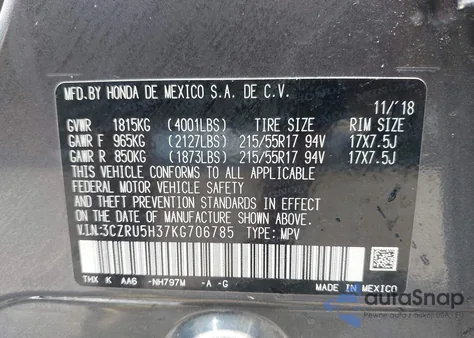 MFD.BY HONDA DE MEXICO S.A. DE C.V.
11/'18
GVWR 1815KG (4001LBS) TIRE SIZE RIM SIZE
GAWR F 965KG (2127LBS) 215/55R17 94V 17X7.5J
GAWR R 850KG (1873LBS) 215/55R17 94V 17X7.5J
THIS VEHICLE CONFORMS TO ALL APPLICABLE
FEDERAL MOTOR VEHICLE SAFETY
AND THEFT PREVENTION STANDARDS
IN EFFECT ON THE DATE OF
MANUFACTURE SHOWN ABOVE.
V.I.N:3CZRU5H37KG706785 TYPE: MPV
THX K AA6 -NH797M -A -G MADE IN MEXICO
autoSnap